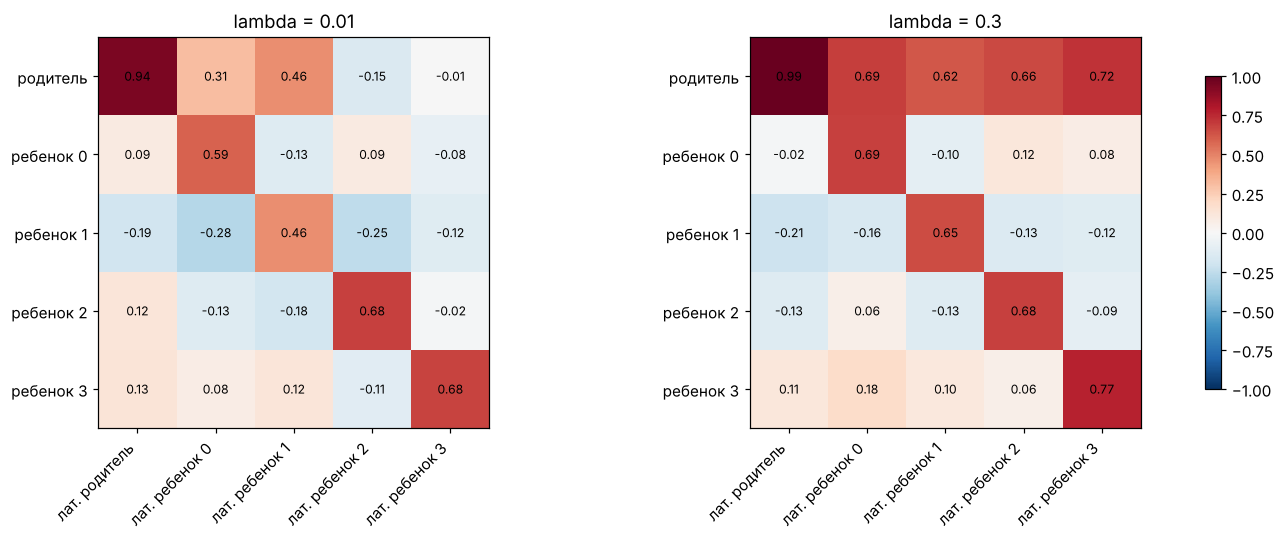 lambda = 0.01
родитель 0.94 0.31 0.46 -0.15 -0.01
ребенок 0 0.09 0.59 -0.13 0.09 -0.08
ребенок 1 -0.19 -0.28 0.46 -0.25 -0.12
ребенок 2 0.12 -0.13 -0.18 0.68 -0.02
ребенок 3 0.13 0.08 0.12 -0.11 0.68
лат. родитель
лат. ребенок 0
лат. ребенок 1
лат. ребенок 2
лат. ребенок 3
lambda = 0.3
родитель 0.99 0.69 0.62 0.66 0.72
ребенок 0 -0.02 0.69 -0.10 0.12 0.08
ребенок 1 -0.21 -0.16 0.65 -0.13 -0.12
ребенок 2 -0.13 0.06 -0.13 0.68 -0.09
ребенок 3 0.11 0.18 0.10 0.06 0.77
лат. родитель
лат. ребенок 0
лат. ребенок 1
лат. ребенок 2
лат. ребенок 3
1.00
0.75
0.50
0.25
0.00
−0.25
−0.50
−0.75
−1.00